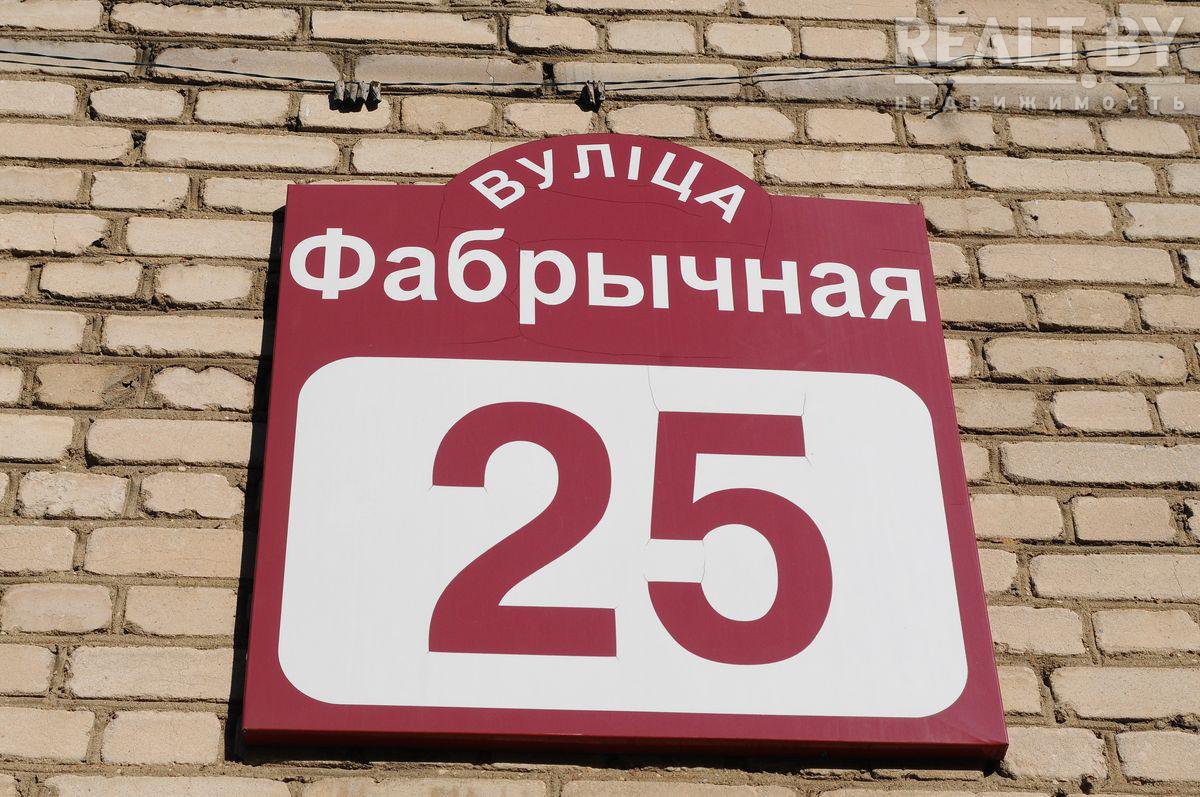 REALT.BY
недвижимость
вуліца
Фабрычная
25